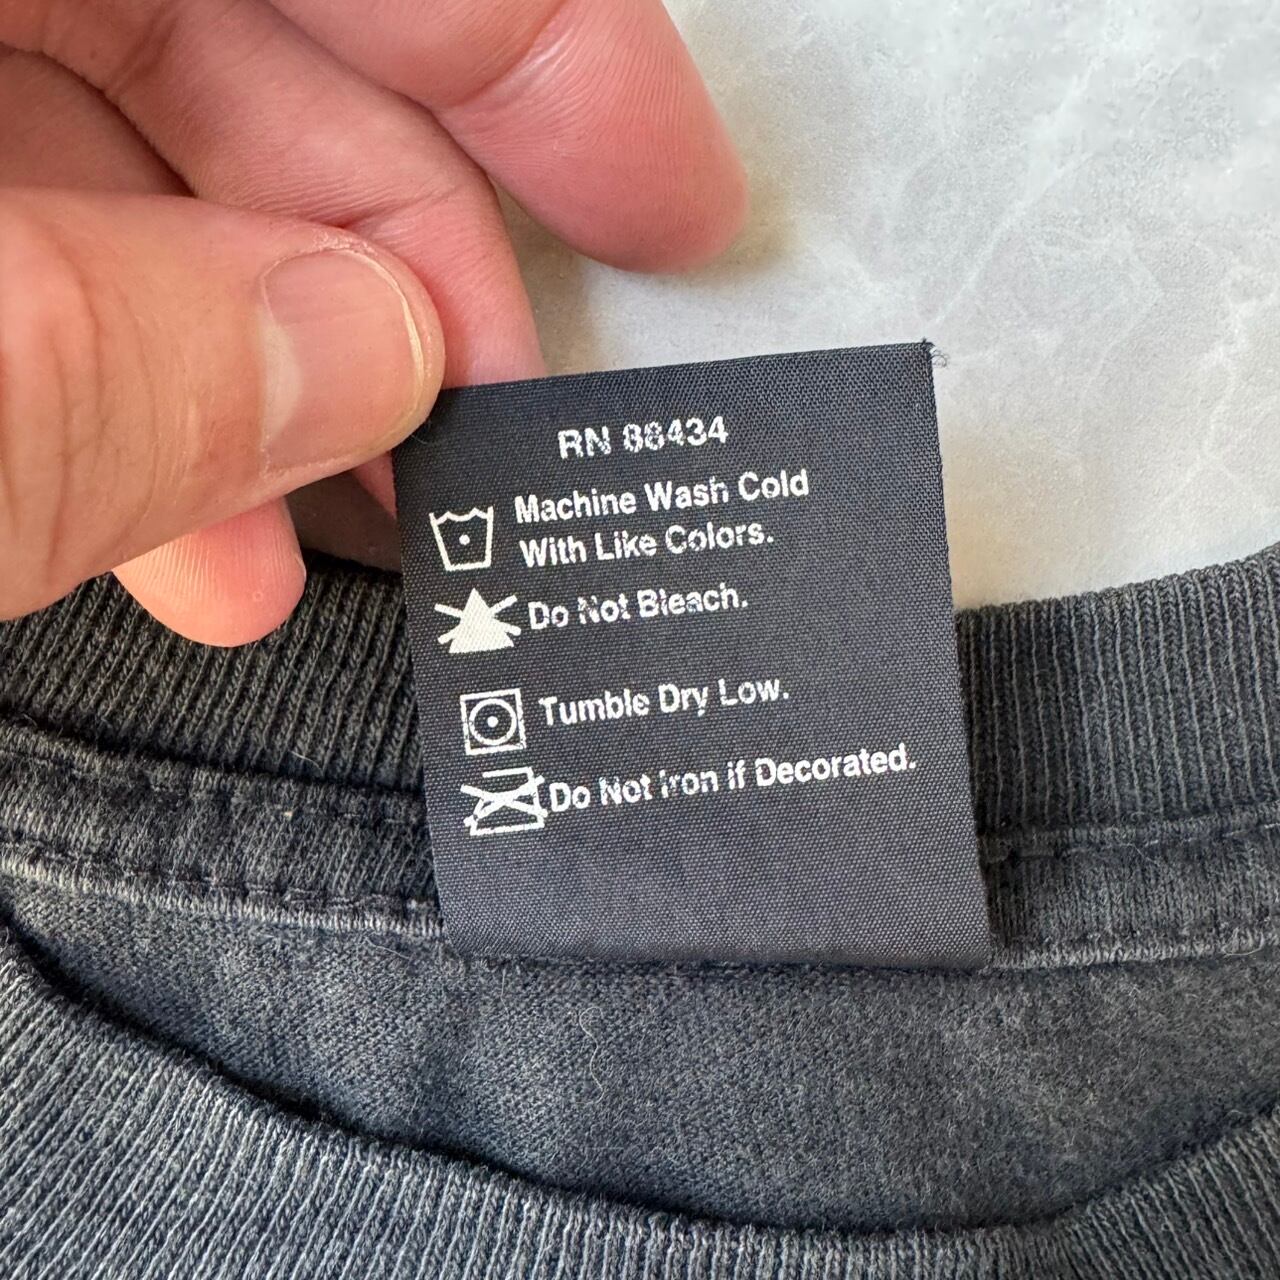 RN 88434
Machine Wash Cold
With Like Colors.
Do Not Bleach.
Tumble Dry Low.
Do Not Iron if Decorated.